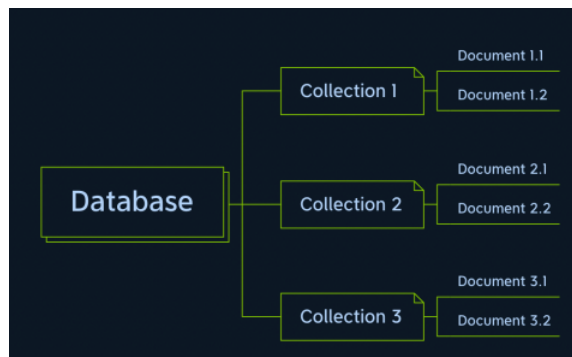 Database
Collection 1
Document 1.1
Document 1.2
Collection 2
Document 2.1
Document 2.2
Collection 3
Document 3.1
Document 3.2